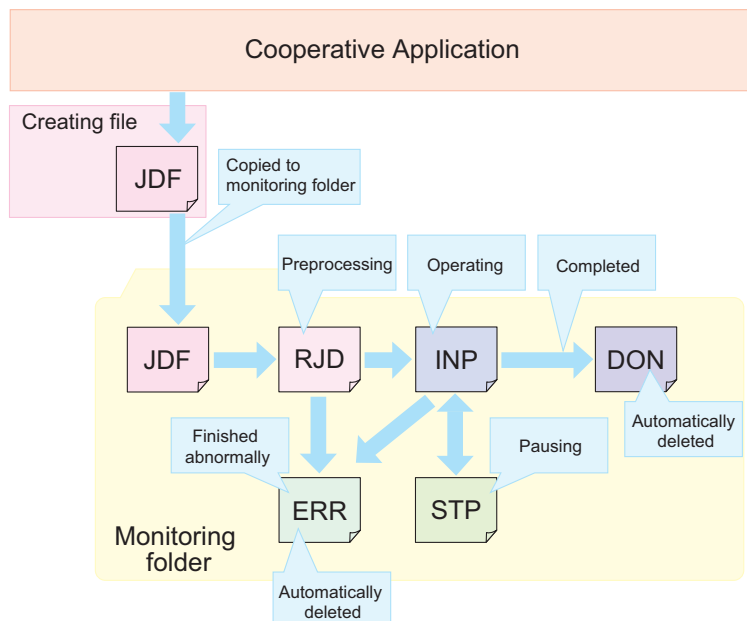 Cooperative Application
Creating file
JDF
Copied to
monitoring folder
Preprocessing
Operating
Completed
JDF
RJD
INP
DON
Automatically
deleted
Finished
abnormally
Pausing
ERR
STP
Monitoring
folder
Automatically
deleted